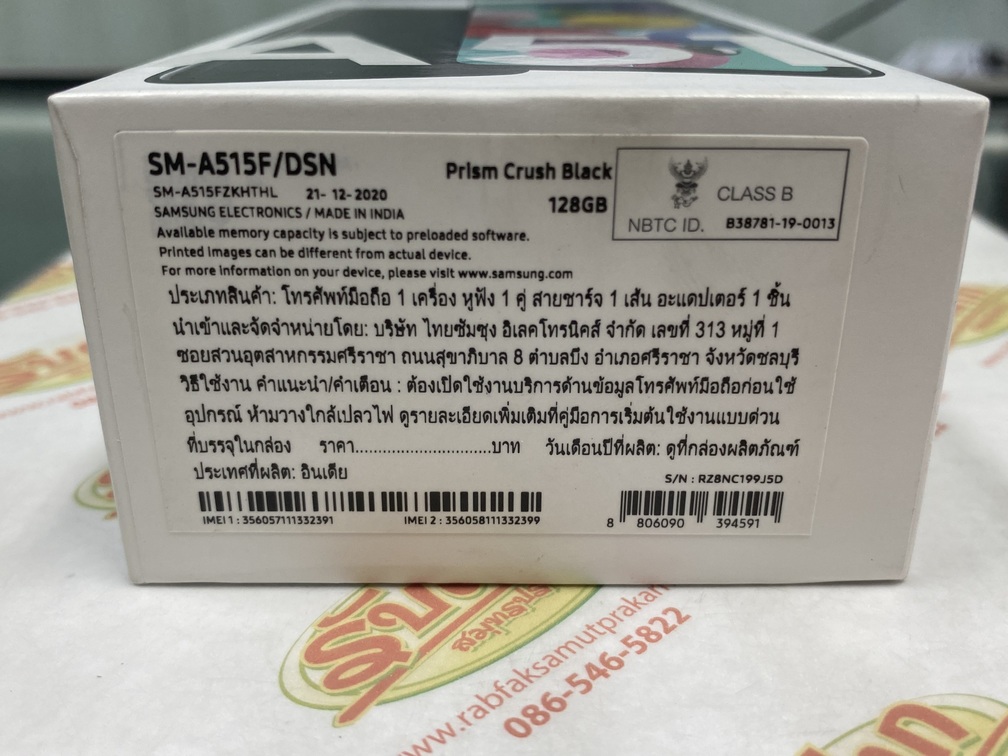 A51
SM-A515F/DSN
Prism Crush Black
SM-A515FZKHTHL 21- 12-2020
128GB
CLASS B
NBTC ID. B38781-19-0013
SAMSUNG ELECTRONICS / MADE IN INDIA
Available memory capacity is subject to preloaded software.
Printed images can be different from actual device.
For more information on your device, please visit www.samsung.com
ประเภทสินค้า: โทรศัพท์มือถือ 1 เครื่อง หูฟัง 1 คู่ สายชาร์จ 1 เส้น อะแดปเตอร์ 1 ชิ้น
นำเข้าและจัดจำหน่ายโดย: บริษัท ไทยซัมซุง อิเลคโทรนิคส์ จำกัด เลขที่ 313 หมู่ที่ 1
ซอยสวนอุตสาหกรรมศรีราชา ถนนสุขาภิบาล 8 ตำบลบึง อำเภอศรีราชา จังหวัดชลบุรี
วิธีใช้งาน คำแนะนำ/คำเตือน : ต้องเปิดใช้งานบริการด้านข้อมูลโทรศัพท์มือถือก่อนใช้
อุปกรณ์ ห้ามวางใกล้เปลวไฟ ดูรายละเอียดเพิ่มเติมที่คู่มือการเริ่มต้นใช้งานแบบด่วน
ที่บรรจุในกล่อง ราคา.............................บาท วันเดือนปีที่ผลิต: ดูที่กล่องผลิตภัณฑ์
ประเทศที่ผลิต: อินเดีย
S/N : RZ8NC199J5D
IMEI 1 : 356057111332391 IMEI 2 : 356058111332399
8 806090 394591
www.rabfaksamutprakan
086-546-5822